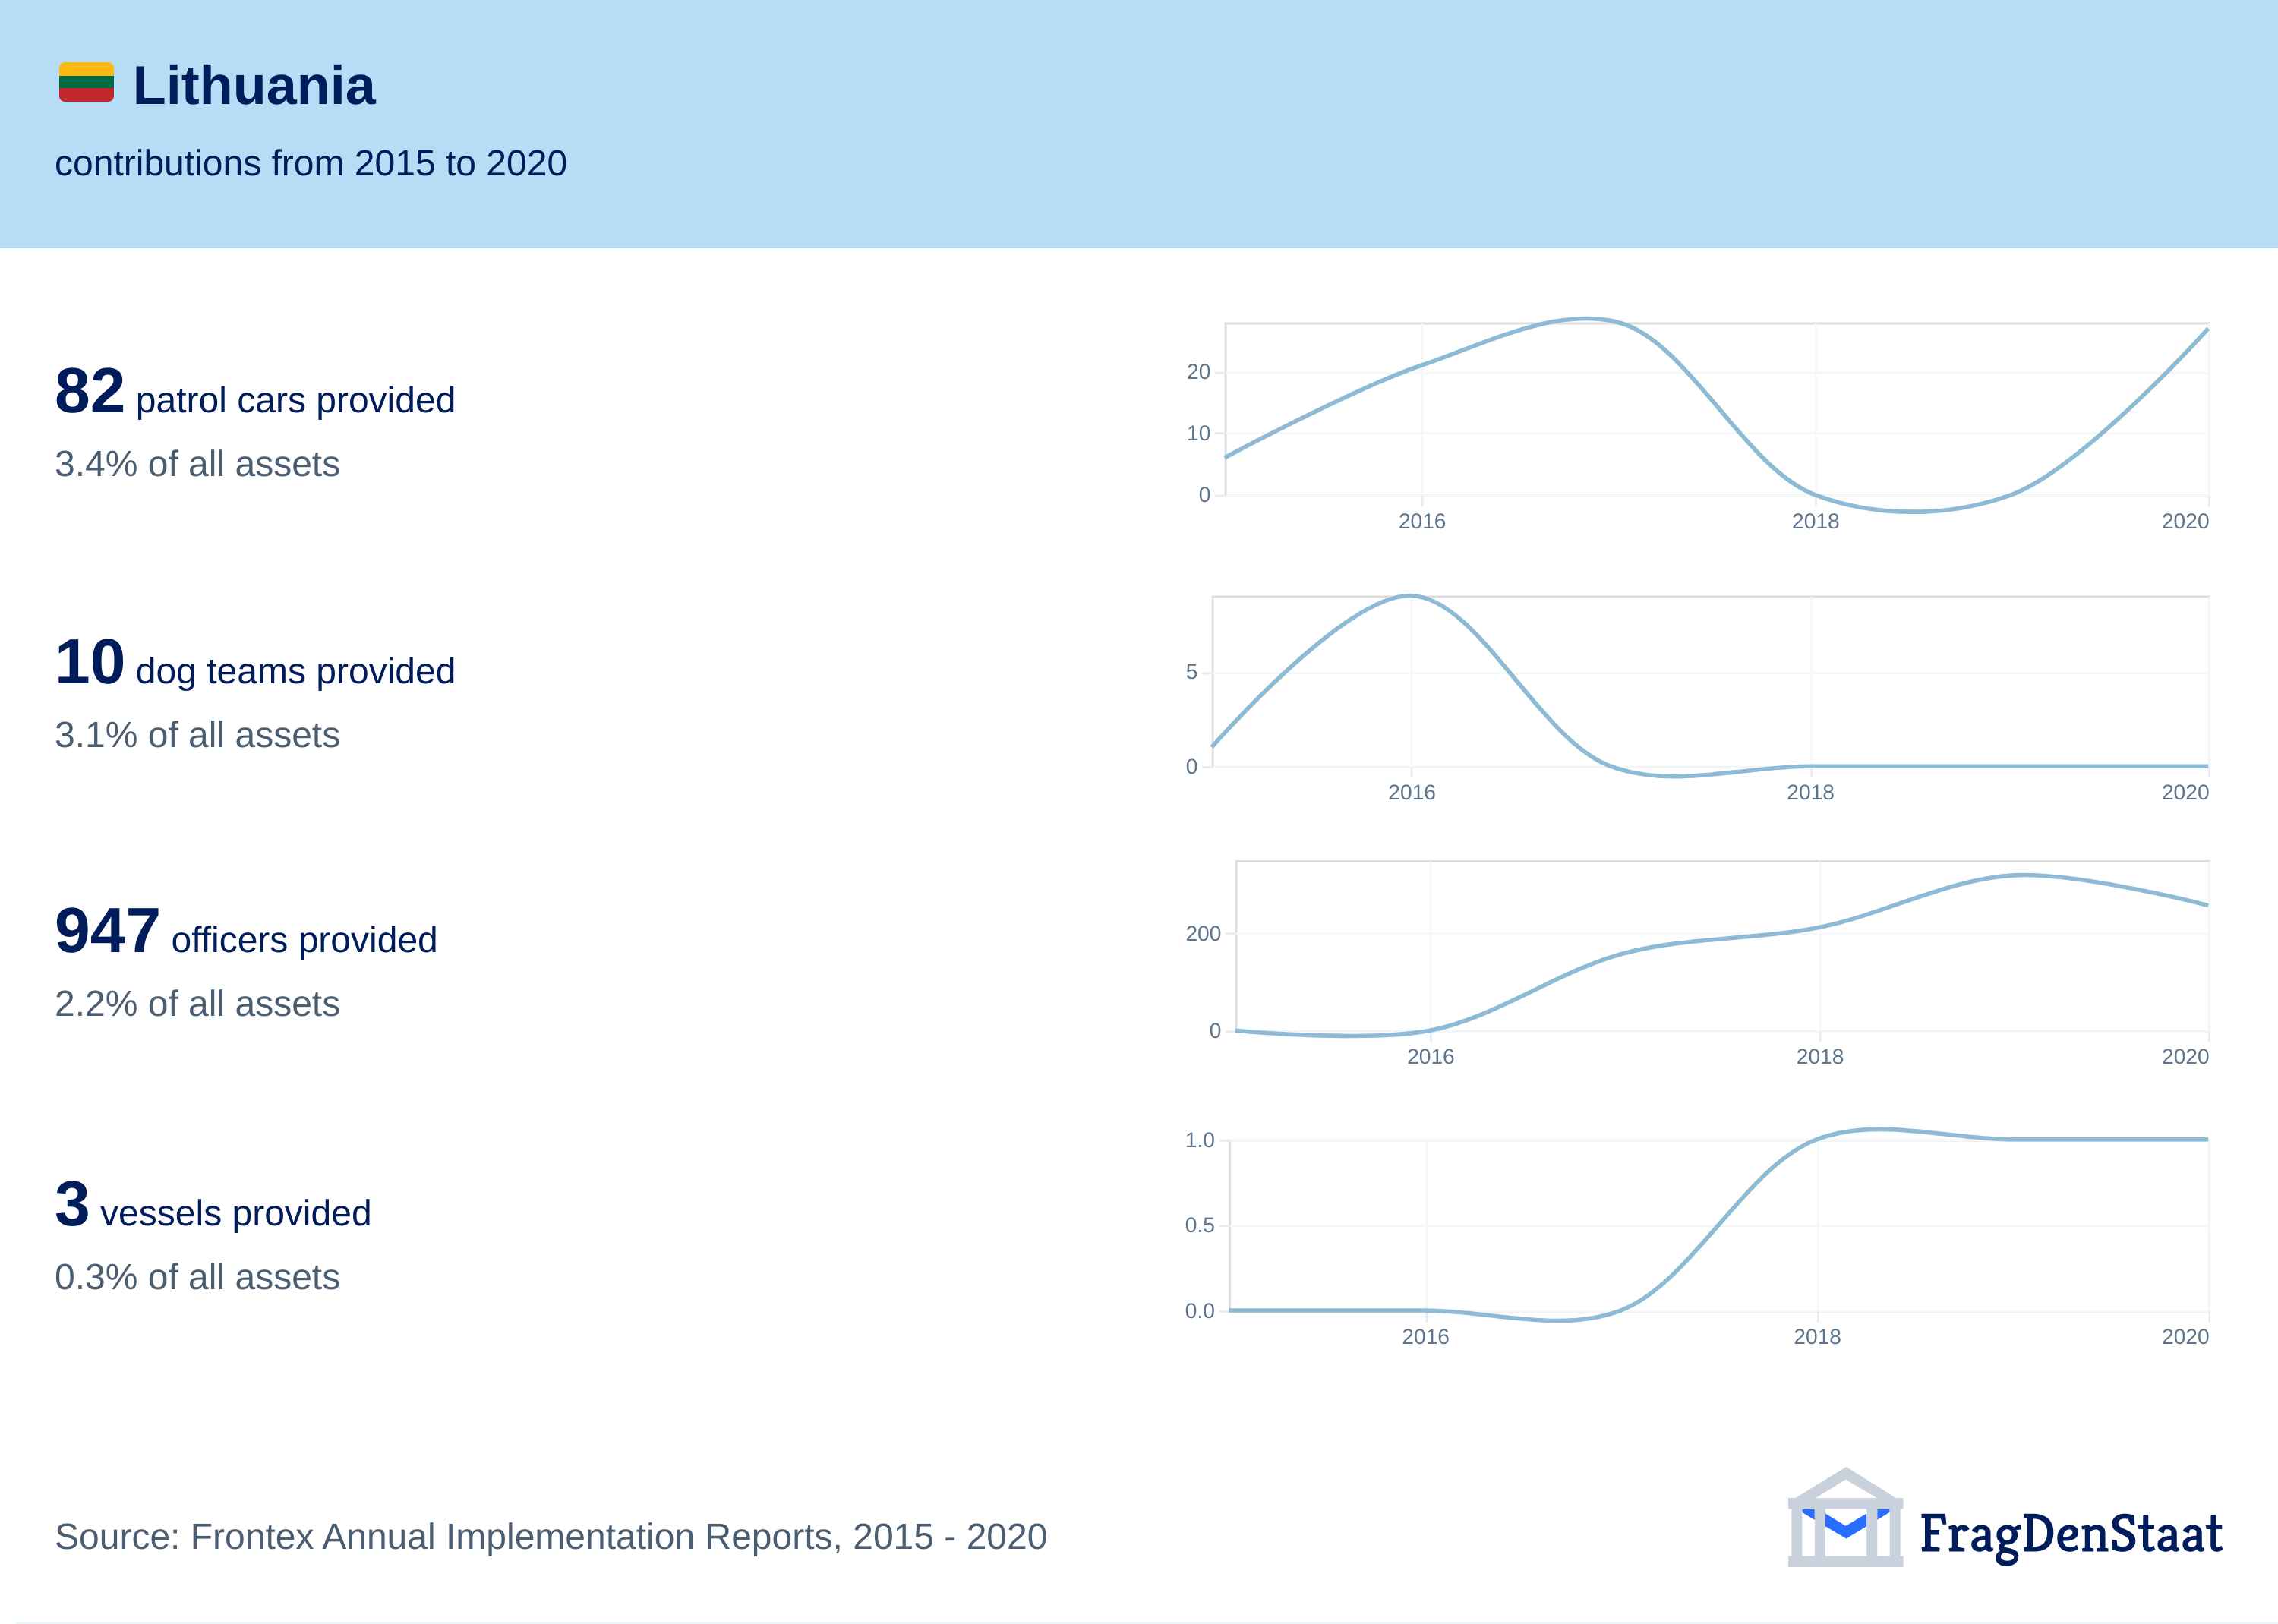 Lithuania
contributions from 2015 to 2020
82 patrol cars provided
3.4% of all assets
20
10
0
2016 2018 2020
10 dog teams provided
3.1% of all assets
5
0
2016 2018 2020
947 officers provided
2.2% of all assets
200
0
2016 2018 2020
3 vessels provided
0.3% of all assets
1.0
0.5
0.0
2016 2018 2020
Source: Frontex Annual Implementation Reports, 2015 - 2020
FragDenStaat